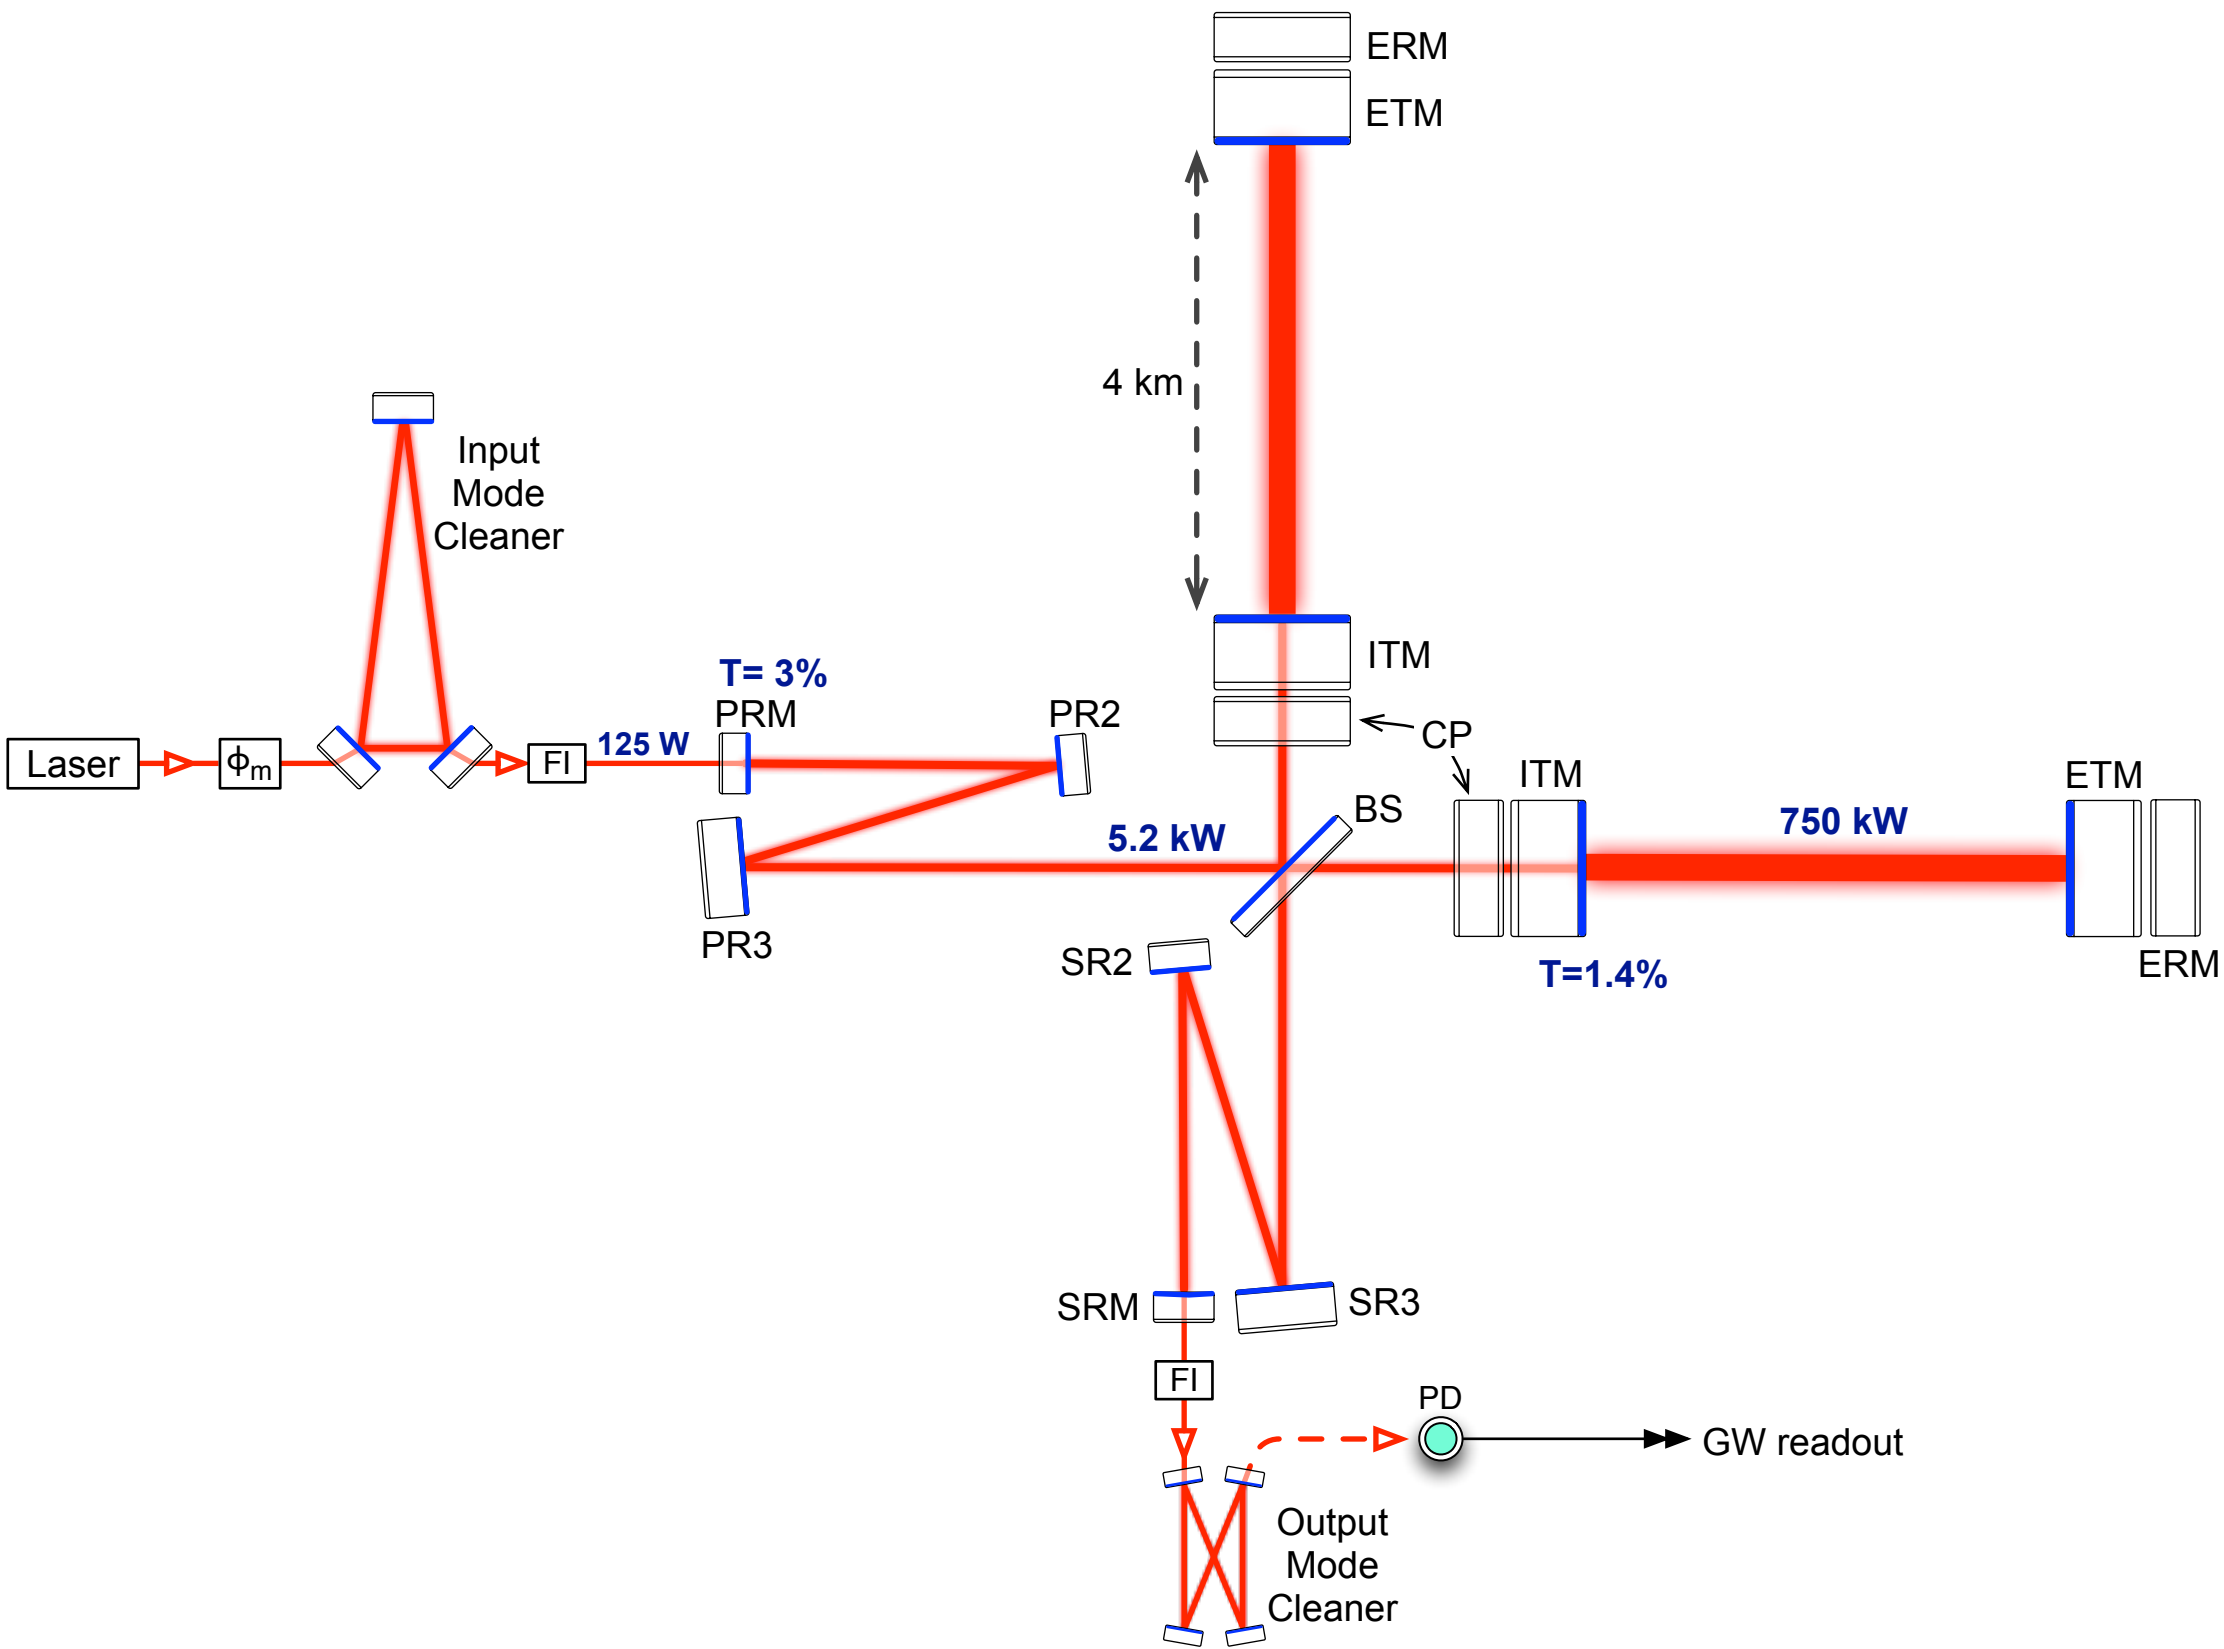 ERM
ETM
4 km
Input
Mode
Cleaner
ITM
T= 3%
PRM
PR2
CP
Laser
ϕm
FI
125 W
ITM
ETM
BS
5.2 kW
750 kW
PR3
SR2
T=1.4%
ERM
SRM
SR3
FI
PD
GW readout
Output
Mode
Cleaner